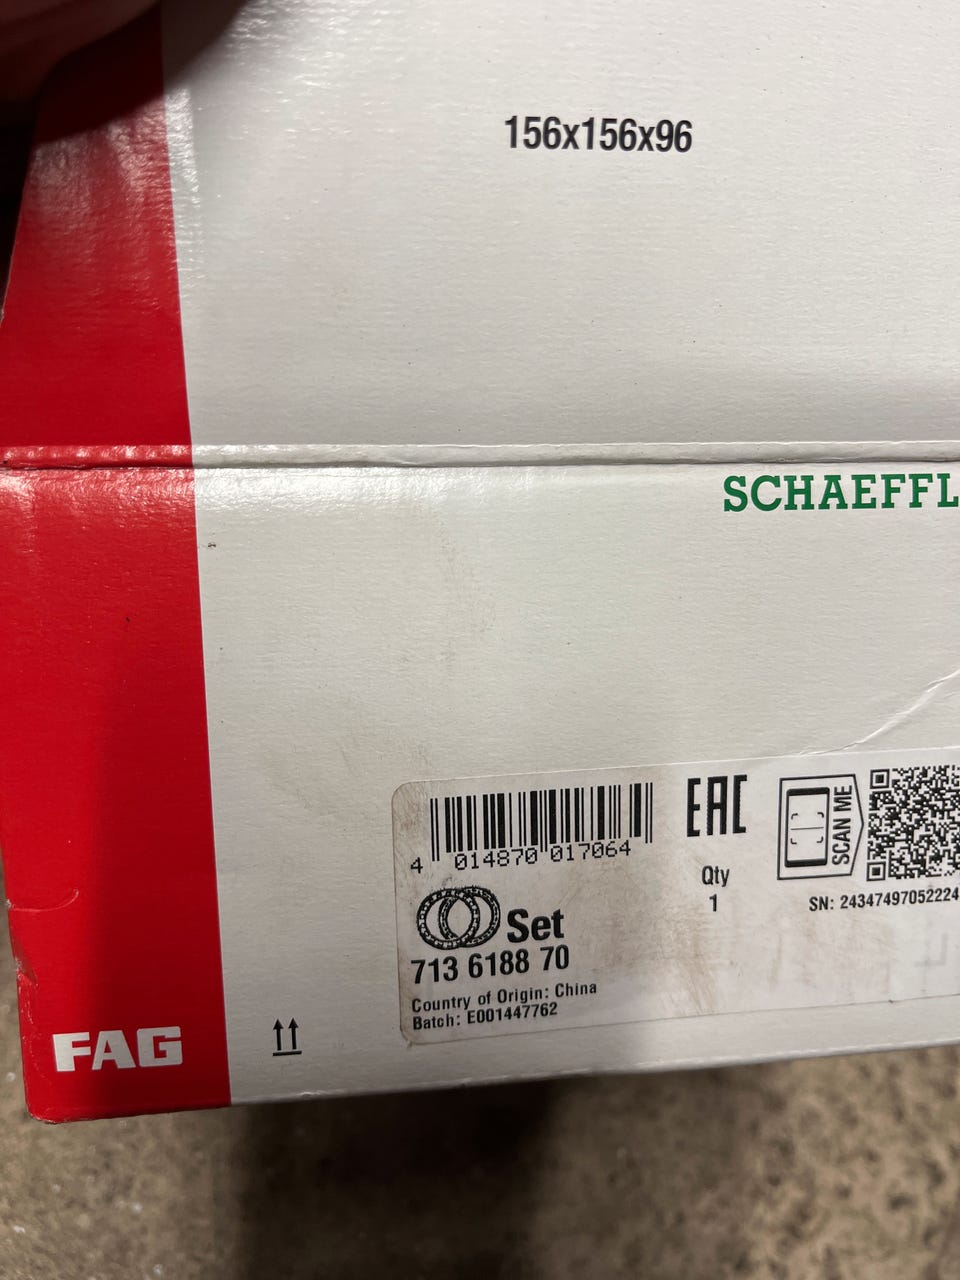 156x156x96
SCHAEFFL
EAC
SCAN ME
4 014870 017064
Qty
1
SN: 24347497052224
Set
713 6188 70
Country of Origin: China
Batch: E001447762
FAG